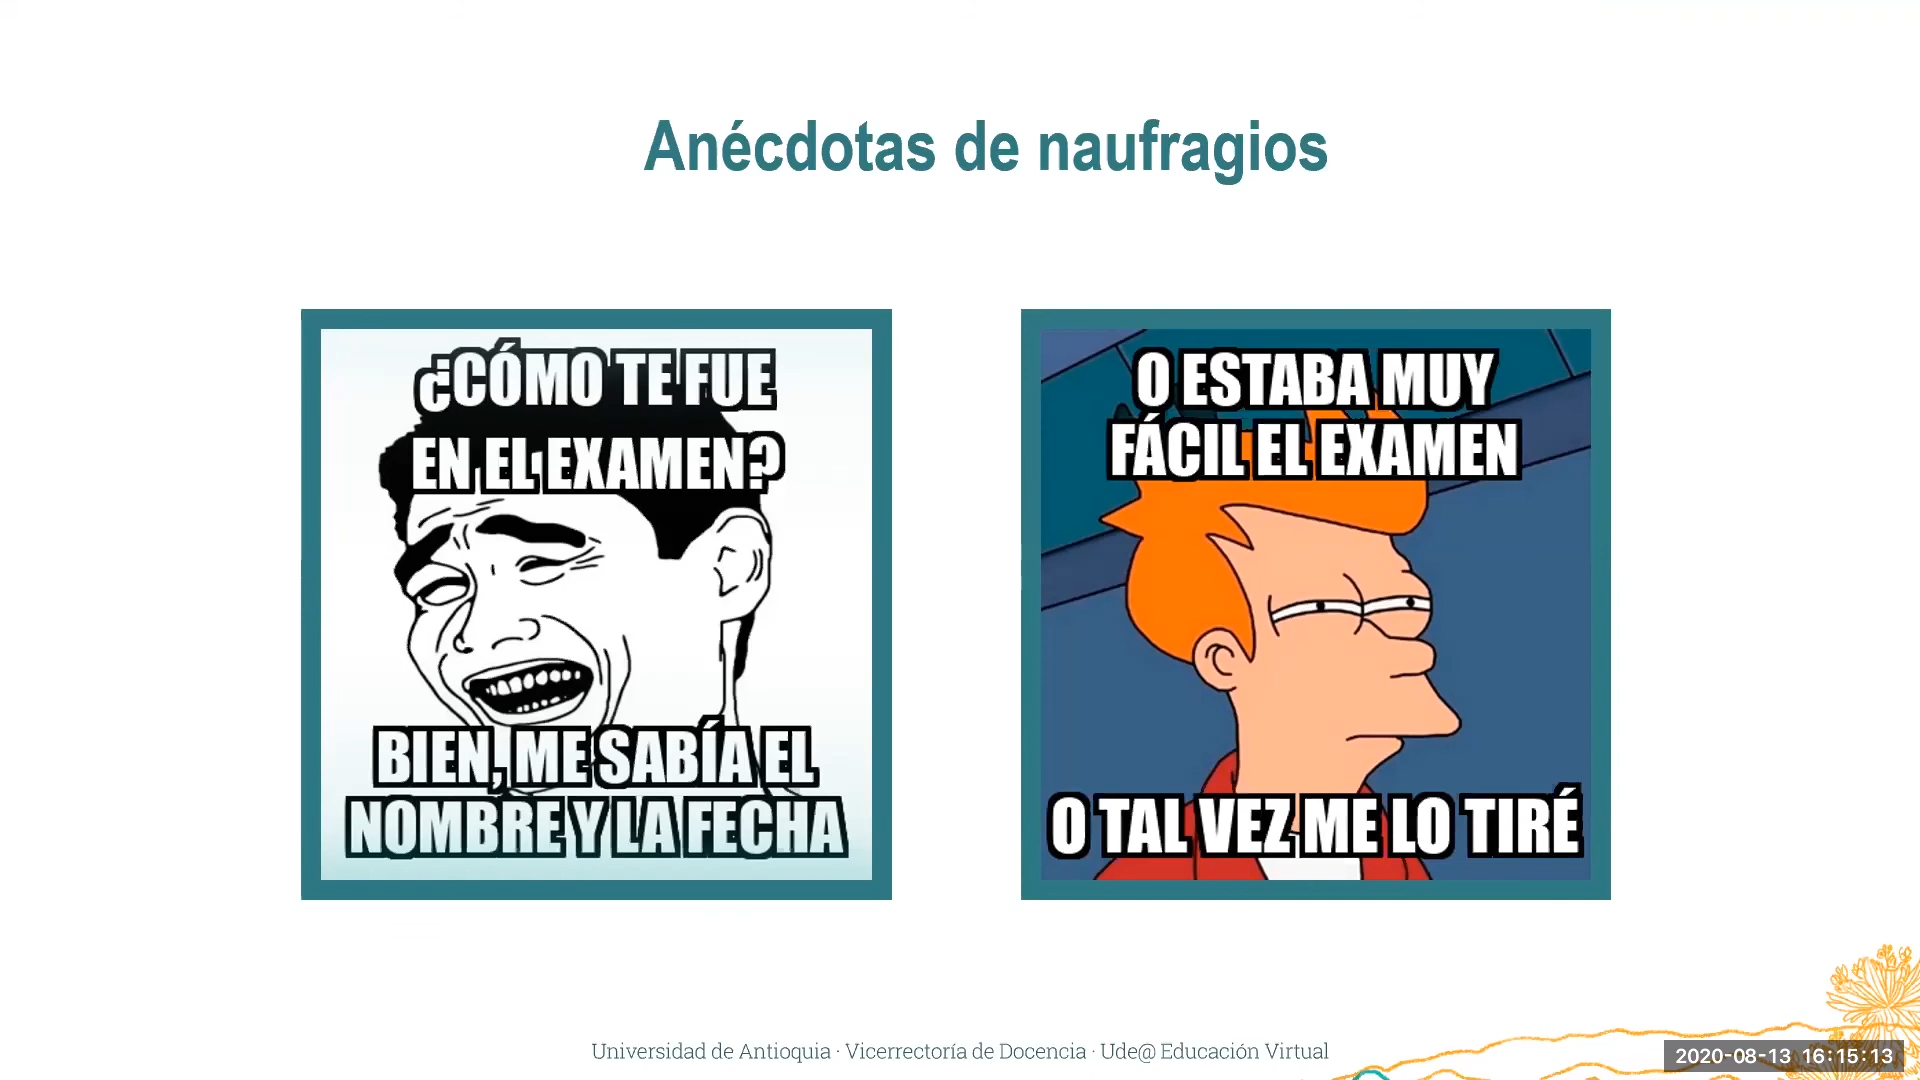 Anécdotas de naufragios
¿CÓMO TE FUE
EN EL EXAMEN?
BIEN, ME SABÍA EL
NOMBRE Y LA FECHA
O ESTABA MUY
FÁCIL EL EXAMEN
O TAL VEZ ME LO TIRÉ
Universidad de Antioquia · Vicerrectoría de Docencia · Ude@ Educación Virtual
2020-08-13 16:15:13